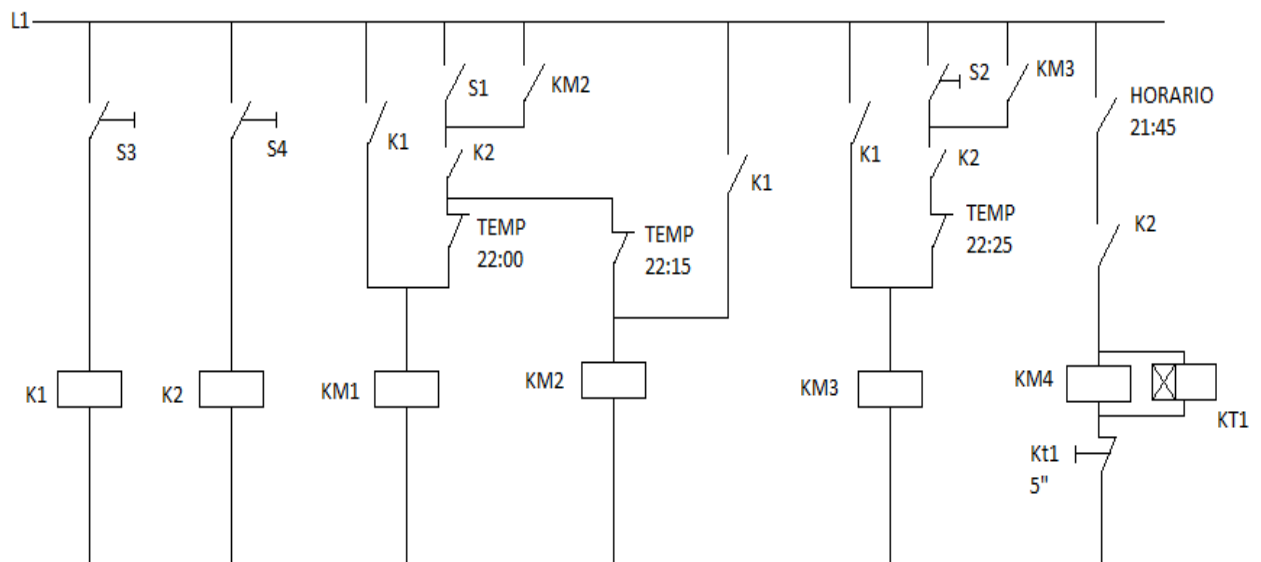 L1
S3
S4
K1
S1
KM2
K2
TEMP
22:00
TEMP
22:15
K1
K1
S2
KM3
K2
TEMP
22:25
HORARIO
21:45
K2
K1
K2
KM1
KM2
KM3
KM4
KT1
Kt1
5"